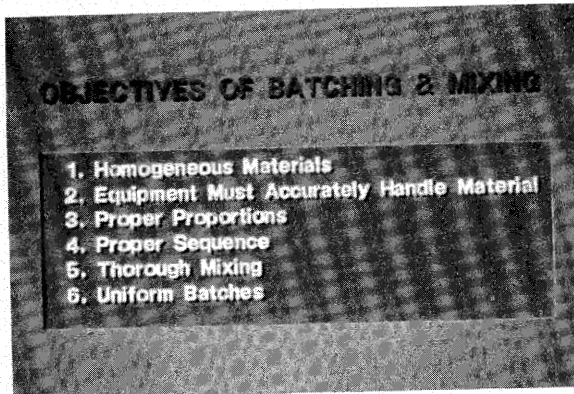 OBJECTIVES OF BATCHING & MIXING
1. Homogeneous Materials
2. Equipment Must Accurately Handle Material
3. Proper Proportions
4. Proper Sequence
5. Thorough Mixing
6. Uniform Batches